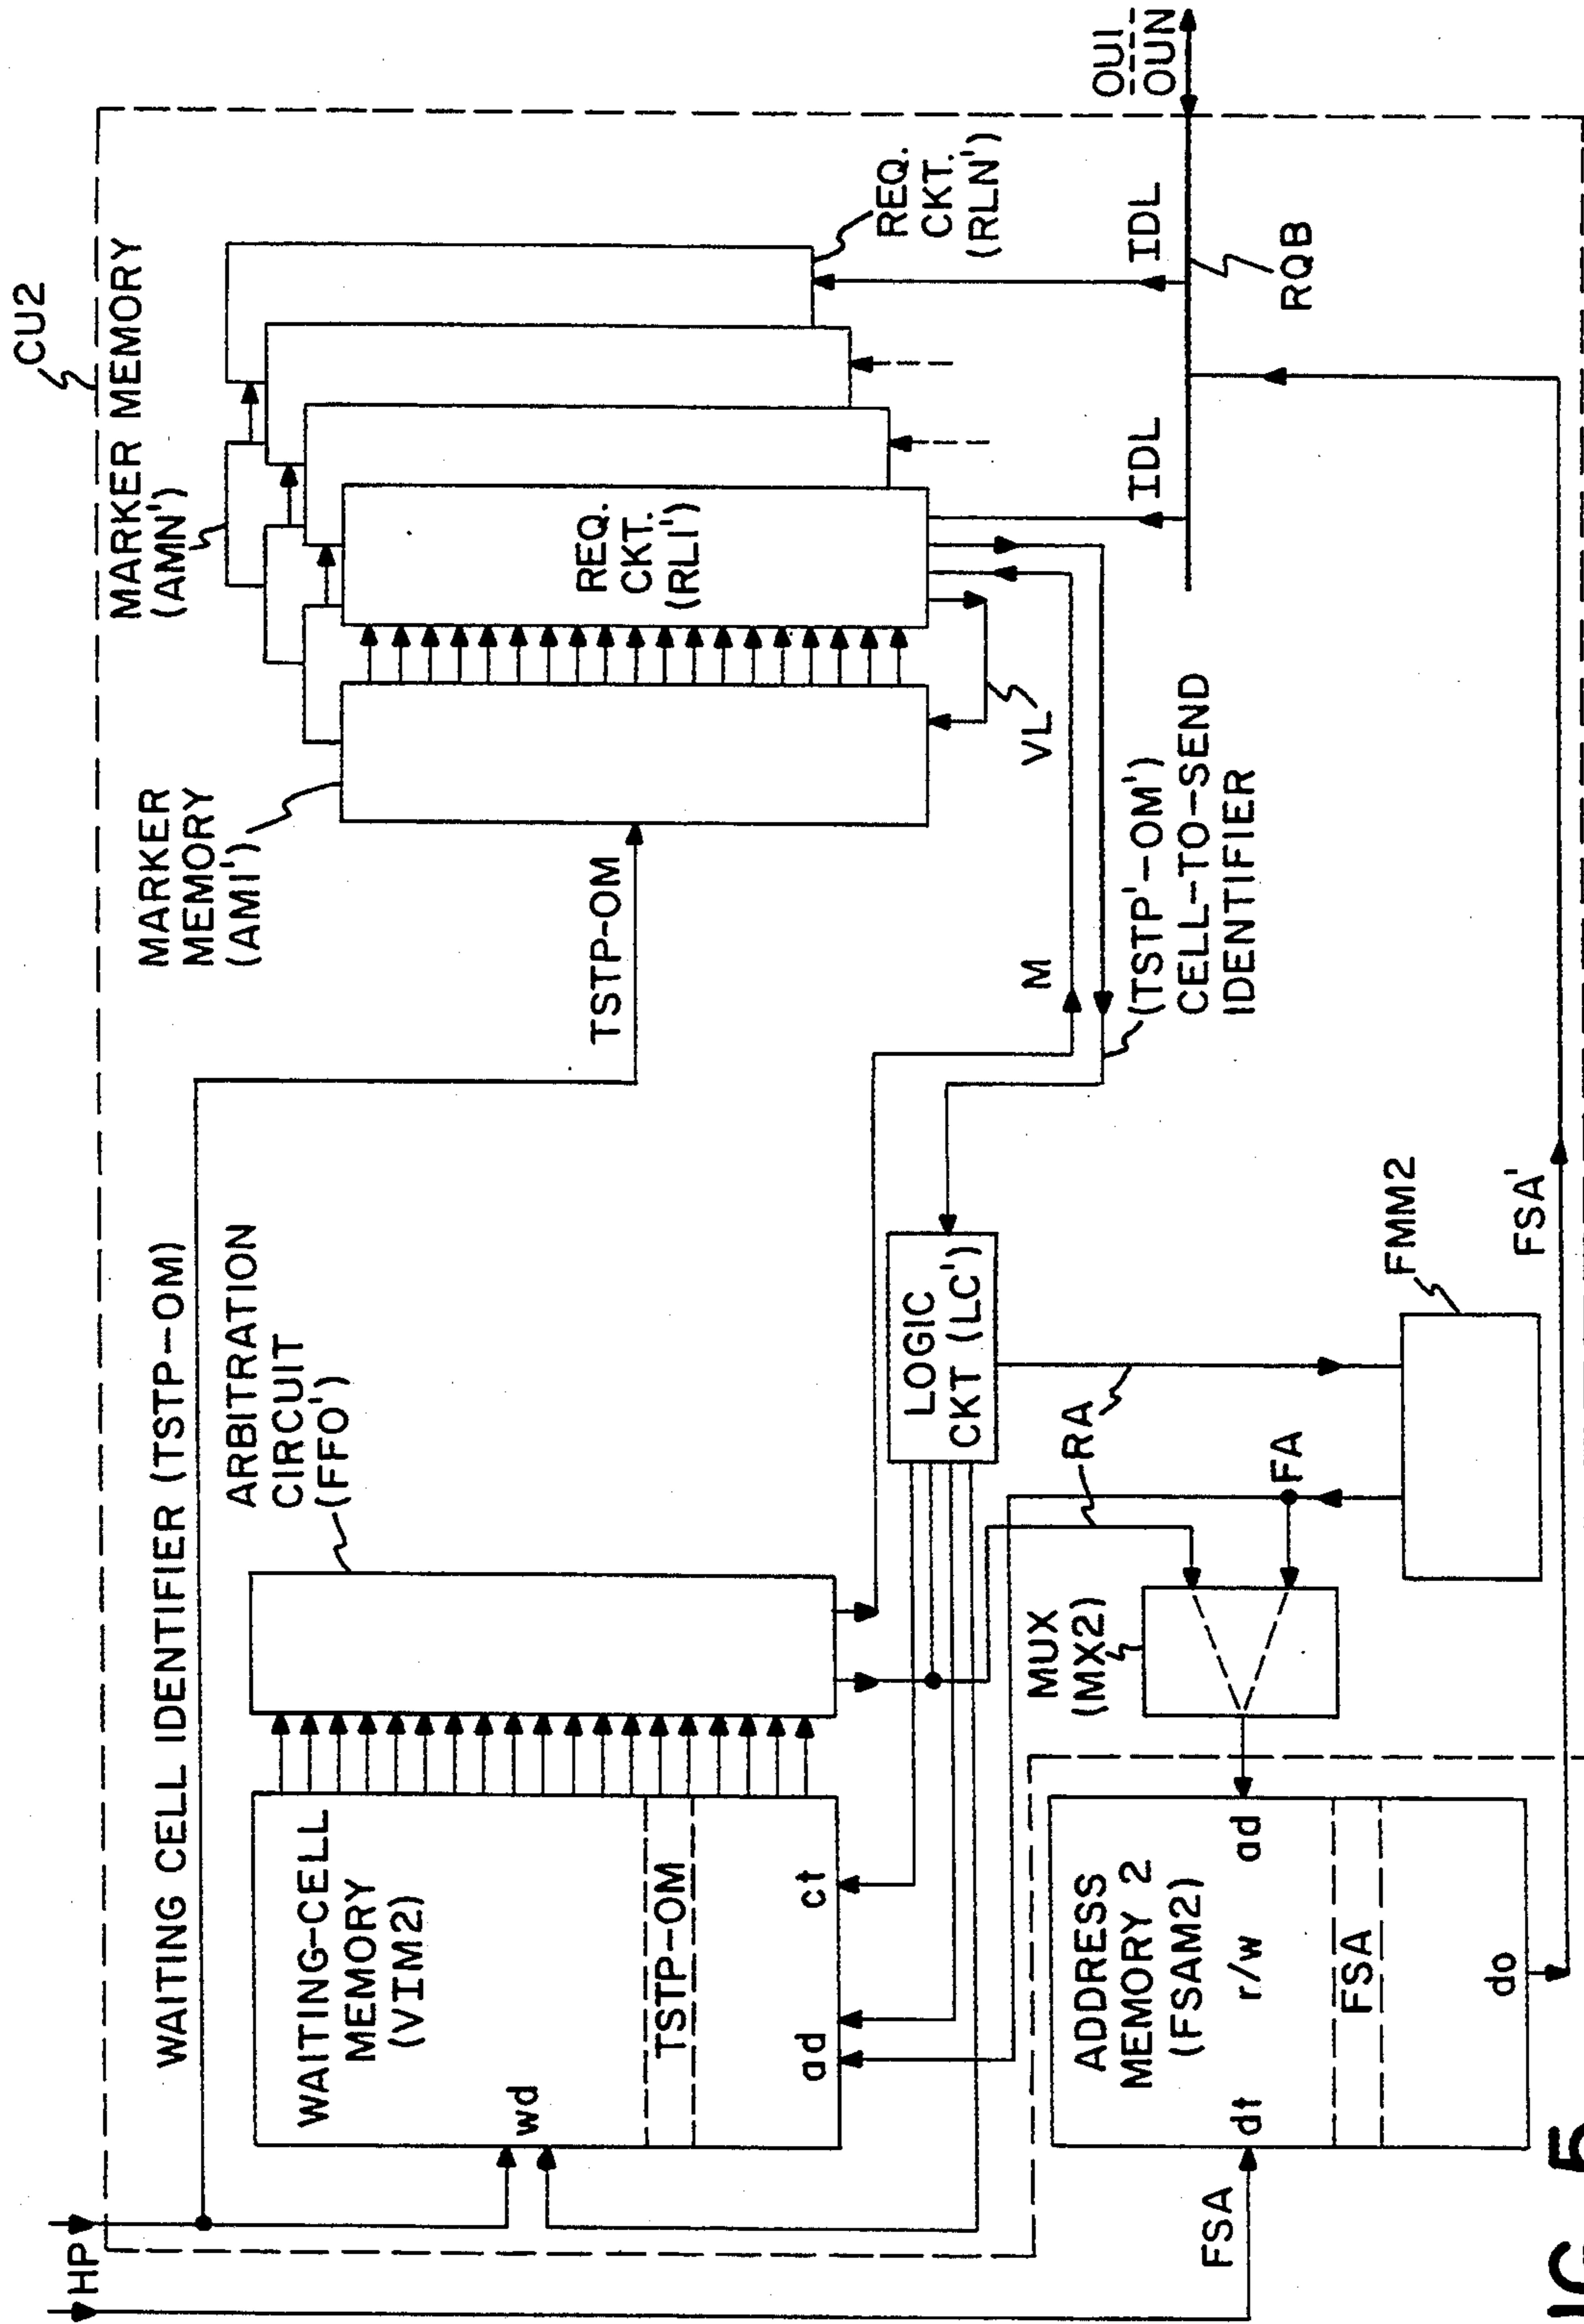 CU2
MARKER MEMORY
(AMN')
MARKER
MEMORY
(AMI')
REQ.
CKT.
(RLI')
REQ.
CKT.
(RLN')
OUI
OUN
IDL
IDL
RQB
VL
M
TSTP-OM
(TSTP'-OM')
CELL-TO-SEND
IDENTIFIER
WAITING CELL IDENTIFIER (TSTP-OM)
ARBITRATION
CIRCUIT
(FFO')
LOGIC
CKT (LC')
RA
FA
FMM2
FSA'
MUX
(MX2)
WAITING-CELL
MEMORY
(VIM2)
TSTP-OM
wd
ad
ct
ADDRESS
MEMORY 2
(FSAM2)
dt r/w ad
FSA
do
HP
FSA